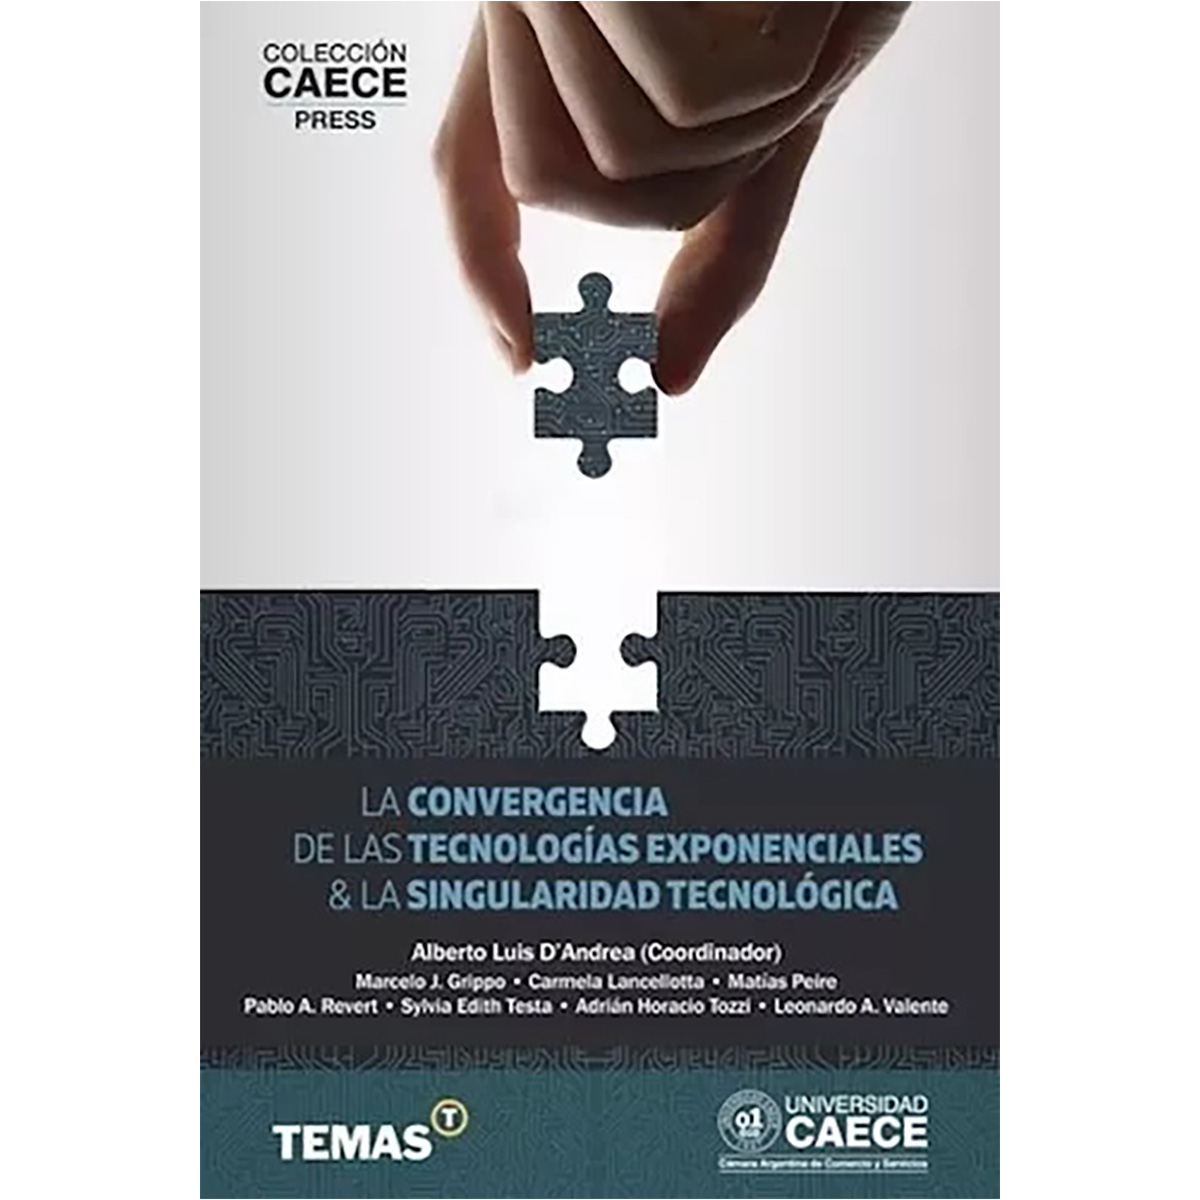 COLECCIÓN
CAECE
PRESS
LA CONVERGENCIA
DE LAS TECNOLOGÍAS EXPONENCIALES
& LA SINGULARIDAD TECNOLÓGICA
Alberto Luis D'Andrea (Coordinador)
Marcelo J. Grippo • Carmela Lancellotta • Matías Peire
Pablo A. Revert • Sylvia Edith Testa • Adrián Horacio Tozzi • Leonardo A. Valente
TEMAS T
UNIVERSIDAD
CAECE
Cámara Argentina de Comercio y Servicios